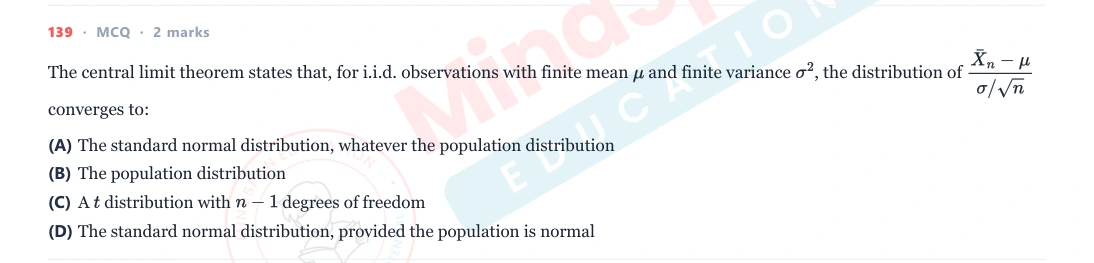 139 · MCQ · 2 marks
The central limit theorem states that, for i.i.d. observations with finite mean μ and finite variance σ², the distribution of (X̄ₙ − μ)/(σ/√n)
converges to:
(A) The standard normal distribution, whatever the population distribution
(B) The population distribution
(C) A t distribution with n − 1 degrees of freedom
(D) The standard normal distribution, provided the population is normal
EDUCATION